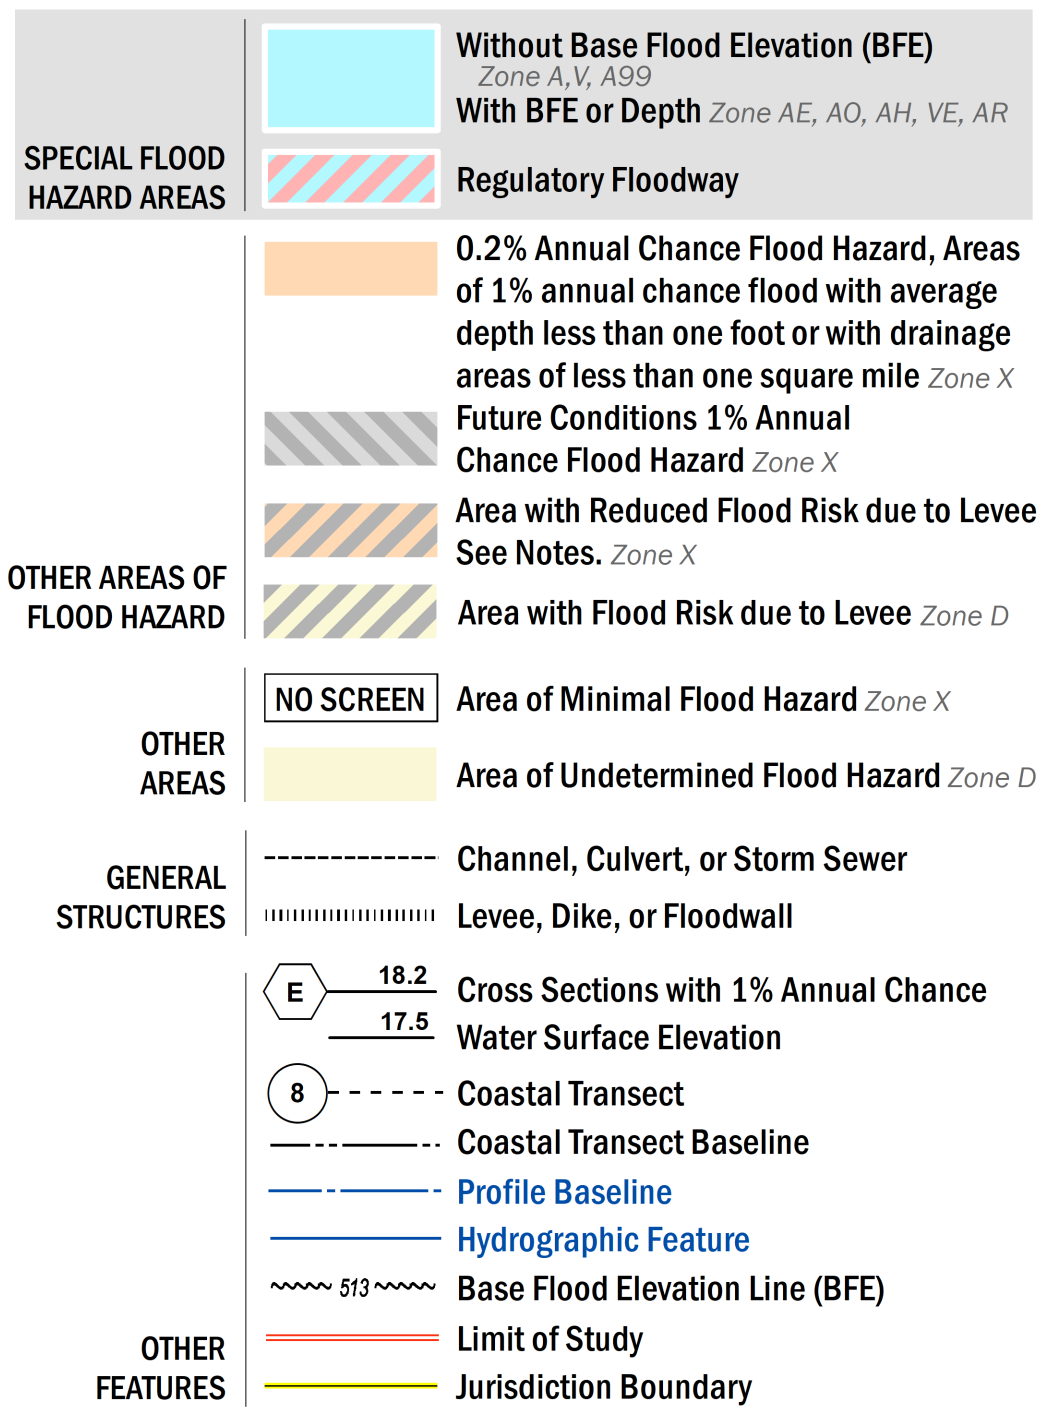 SPECIAL FLOOD
HAZARD AREAS
Without Base Flood Elevation (BFE)
Zone A,V, A99
With BFE or Depth Zone AE, AO, AH, VE, AR
Regulatory Floodway
OTHER AREAS OF
FLOOD HAZARD
0.2% Annual Chance Flood Hazard, Areas
of 1% annual chance flood with average
depth less than one foot or with drainage
areas of less than one square mile Zone X
Future Conditions 1% Annual
Chance Flood Hazard Zone X
Area with Reduced Flood Risk due to Levee
See Notes. Zone X
Area with Flood Risk due to Levee Zone D
OTHER
AREAS
NO SCREEN Area of Minimal Flood Hazard Zone X
Area of Undetermined Flood Hazard Zone D
GENERAL
STRUCTURES
Channel, Culvert, or Storm Sewer
Levee, Dike, or Floodwall
OTHER
FEATURES
E 18.2 Cross Sections with 1% Annual Chance
17.5 Water Surface Elevation
8 Coastal Transect
Coastal Transect Baseline
Profile Baseline
Hydrographic Feature
513 Base Flood Elevation Line (BFE)
Limit of Study
Jurisdiction Boundary